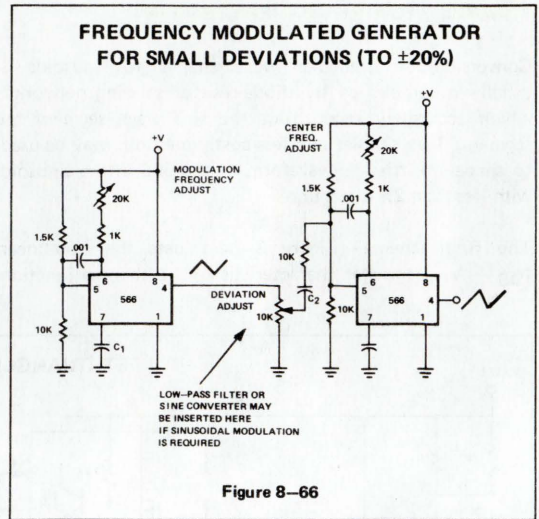 FREQUENCY MODULATED GENERATOR
FOR SMALL DEVIATIONS (TO ±20%)
+V
MODULATION
FREQUENCY
ADJUST
20K
1.5K
.001
1K
6
8
5
566
4
7
1
10K
C1
DEVIATION
ADJUST
10K
+V
CENTER
FREQ.
ADJUST
20K
1.5K
1K
.001
10K
C2
10K
6
8
5
566
4
7
1
LOW-PASS FILTER OR
SINE CONVERTER MAY
BE INSERTED HERE
IF SINUSOIDAL MODULATION
IS REQUIRED
Figure 8-66